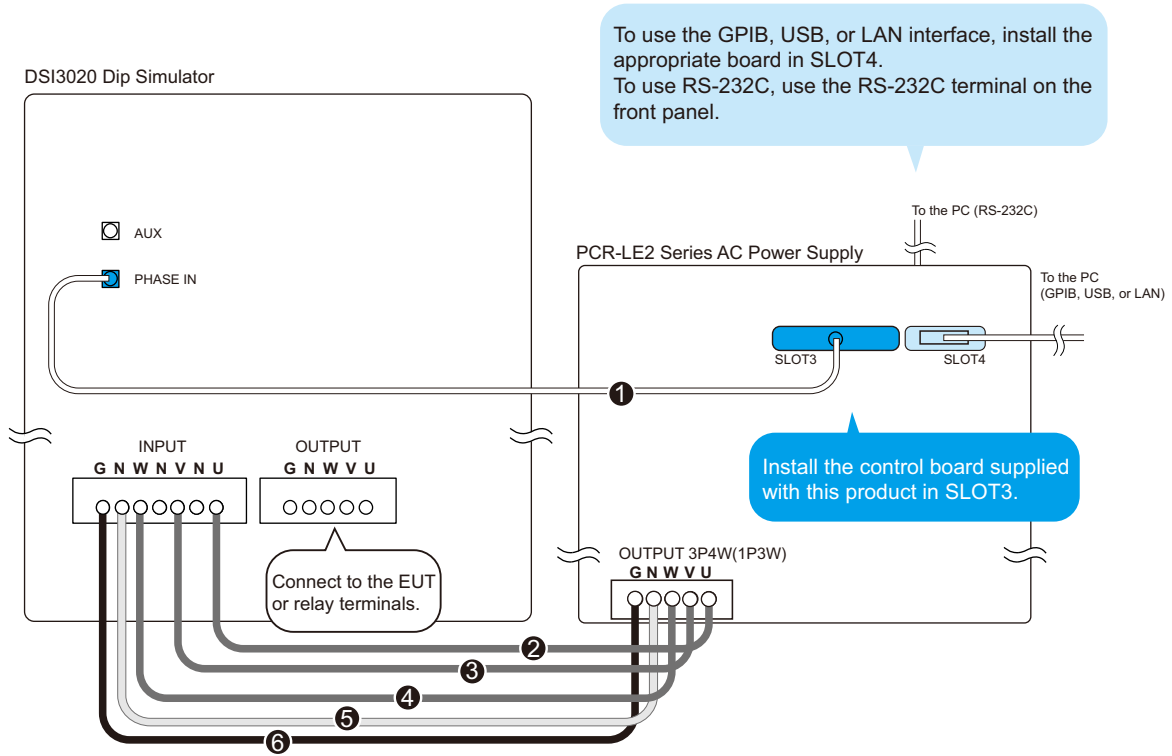 To use the GPIB, USB, or LAN interface, install the
appropriate board in SLOT4.
To use RS-232C, use the RS-232C terminal on the
front panel.
DSI3020 Dip Simulator
AUX
PHASE IN
To the PC (RS-232C)
PCR-LE2 Series AC Power Supply
To the PC
(GPIB, USB, or LAN)
SLOT3
SLOT4
1
Install the control board supplied
with this product in SLOT3.
INPUT
G N W N V N U
OUTPUT
G N W V U
Connect to the EUT
or relay terminals.
OUTPUT 3P4W(1P3W)
G N W V U
2
3
4
5
6